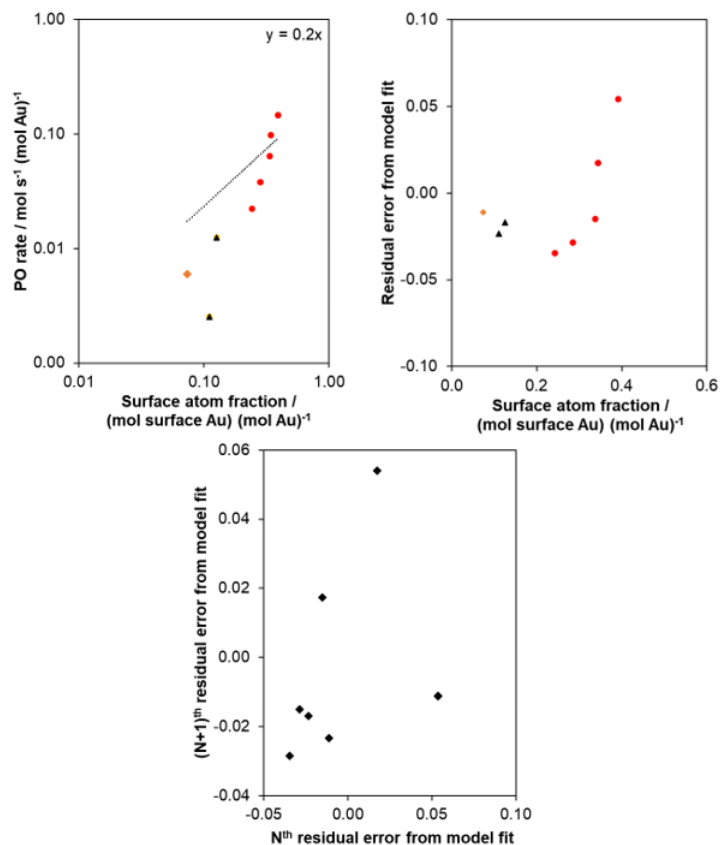 1.00
0.10
0.01
0.00
0.01
0.10
1.00
y = 0.2x
PO rate / mol s⁻¹ (mol Au)⁻¹
Surface atom fraction /
(mol surface Au) (mol Au)⁻¹
0.10
0.05
0.00
-0.05
-0.10
0.0
0.2
0.4
0.6
Residual error from model fit
Surface atom fraction /
(mol surface Au) (mol Au)⁻¹
0.06
0.04
0.02
0.00
-0.02
-0.04
-0.05
0.00
0.05
0.10
(N+1)ᵗʰ residual error from model fit
Nᵗʰ residual error from model fit